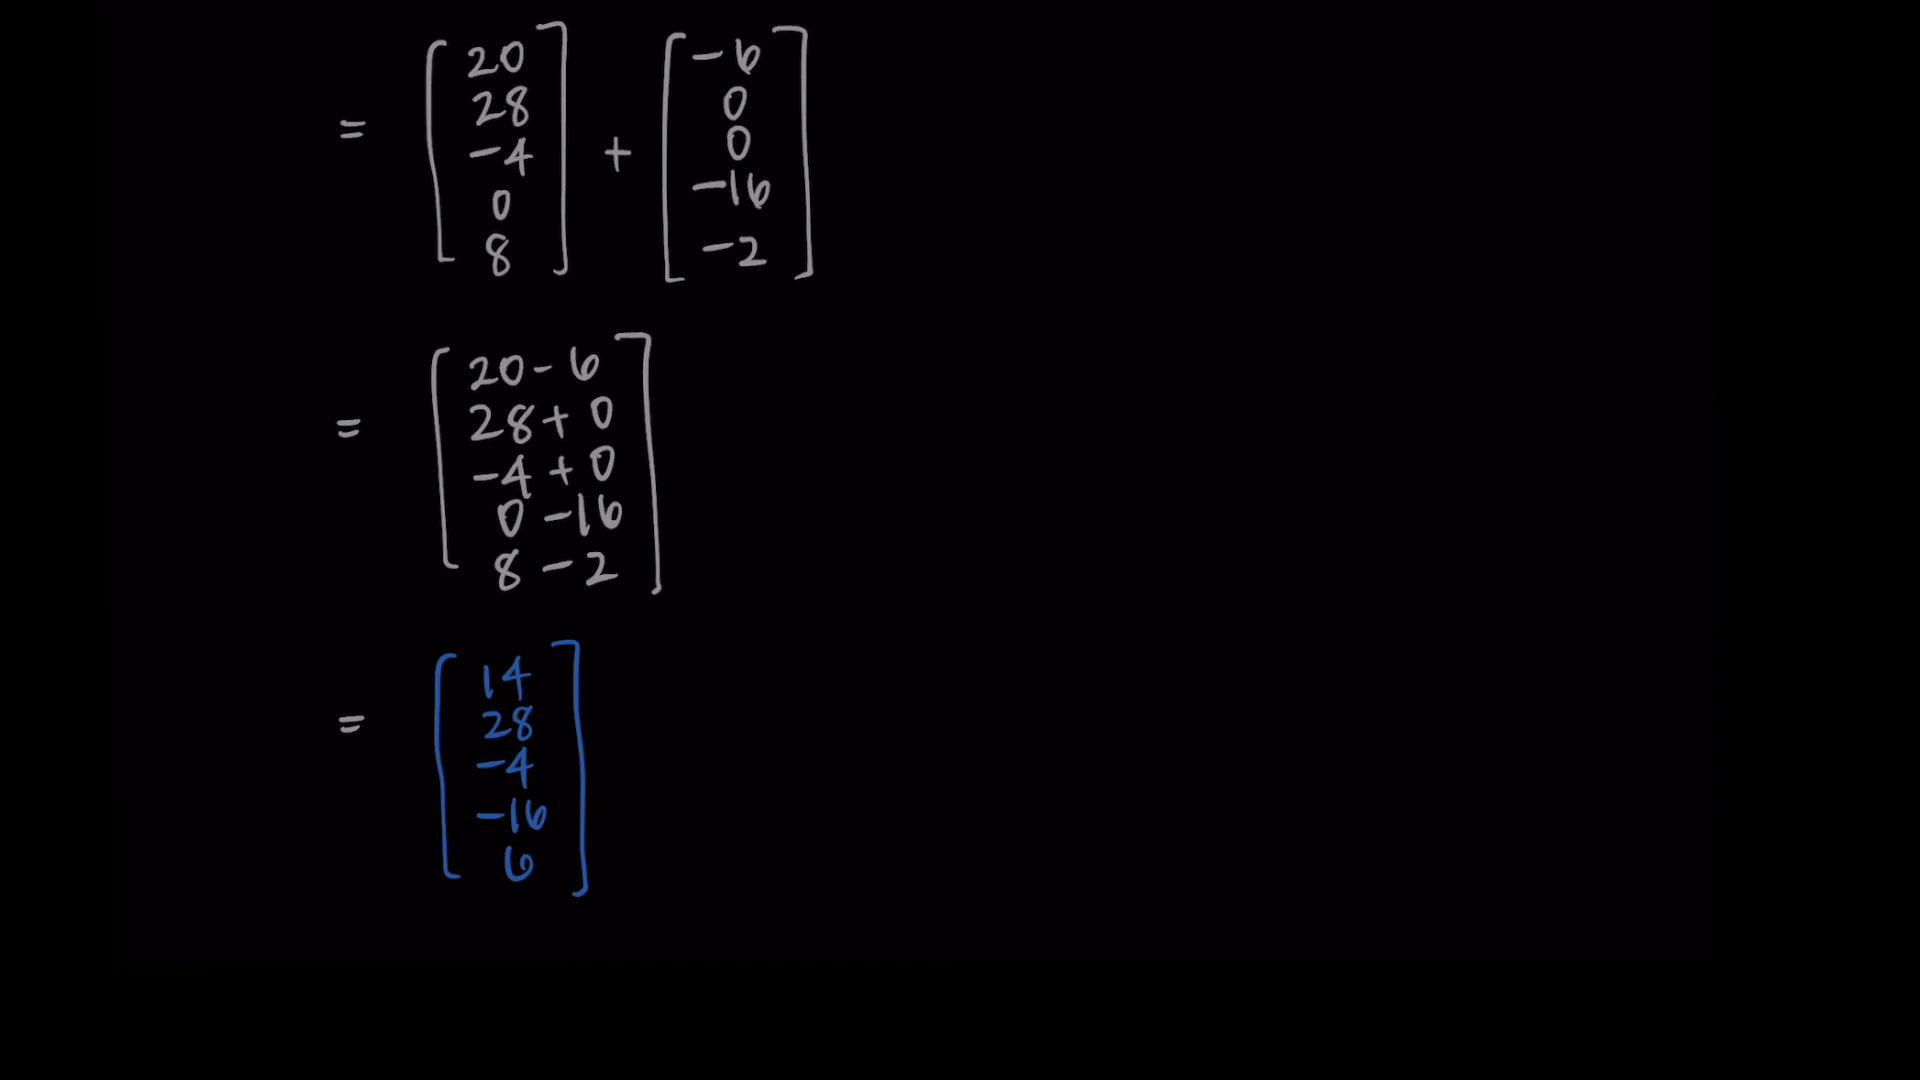 = [ 20 ] + [ -6 ]
28 0
-4 0
0 -16
8 -2
= [ 20 - 6 ]
28 + 0
-4 + 0
0 - 16
8 - 2
= [ 14 ]
28
-4
-16
6